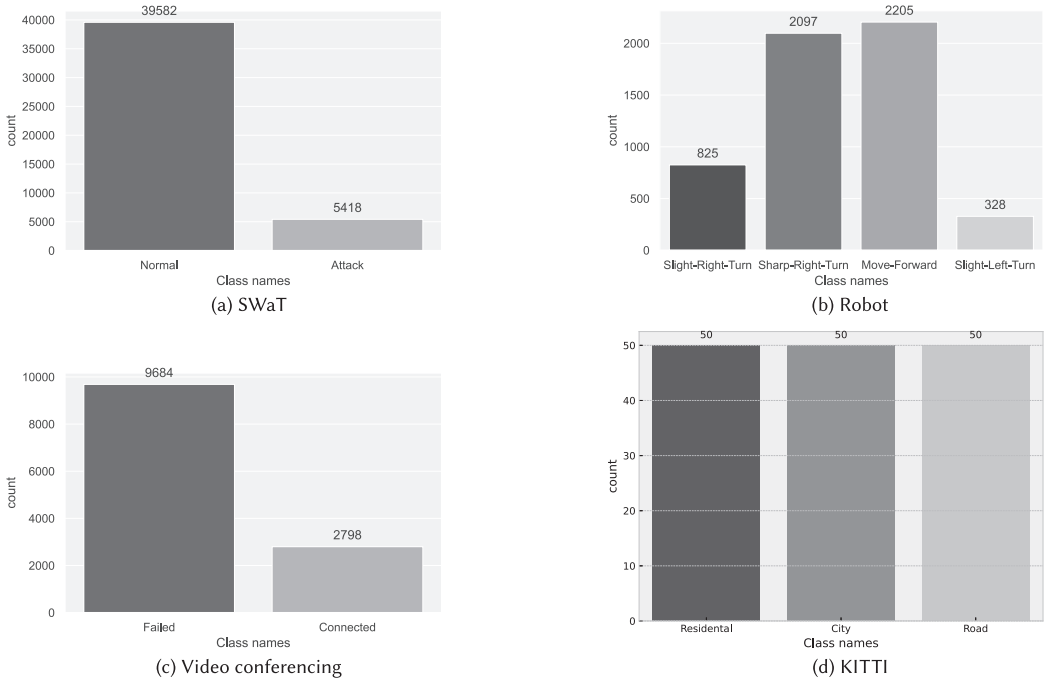 39582
40000
35000
30000
25000
20000
15000
10000
5000
0
count
5418
Normal Attack
Class names
(a) SWaT
2205
2097
2000
1500
1000
500
0
count
825
328
Slight-Right-Turn Sharp-Right-Turn Move-Forward Slight-Left-Turn
Class names
(b) Robot
9684
10000
8000
6000
4000
2000
0
count
2798
Failed Connected
Class names
(c) Video conferencing
50 50 50
50
40
30
20
10
0
count
Residental City Road
Class names
(d) KITTI